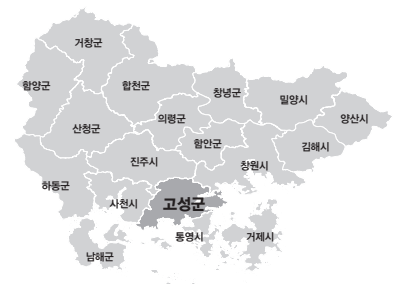 거창군
함양군
합천군
창녕군
밀양시
양산시
의령군
산청군
함안군
김해시
진주시
창원시
하동군
사천시
고성군
통영시
거제시
남해군